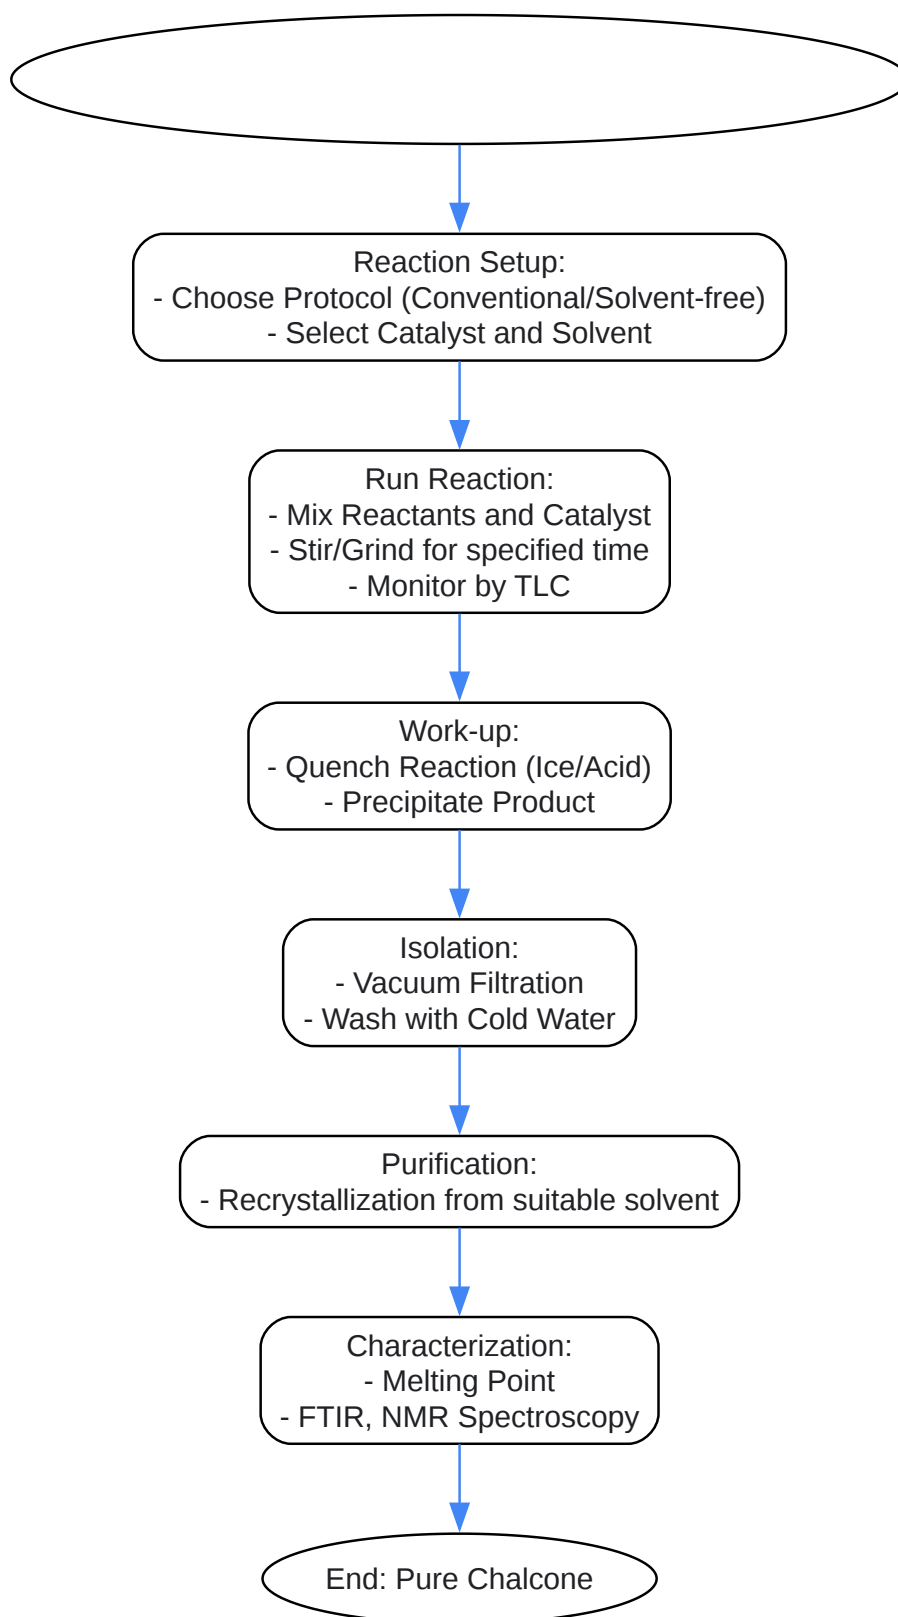 Reaction Setup:
- Choose Protocol (Conventional/Solvent-free)
- Select Catalyst and Solvent
Run Reaction:
- Mix Reactants and Catalyst
- Stir/Grind for specified time
- Monitor by TLC
Work-up:
- Quench Reaction (Ice/Acid)
- Precipitate Product
Isolation:
- Vacuum Filtration
- Wash with Cold Water
Purification:
- Recrystallization from suitable solvent
Characterization:
- Melting Point
- FTIR, NMR Spectroscopy
End: Pure Chalcone